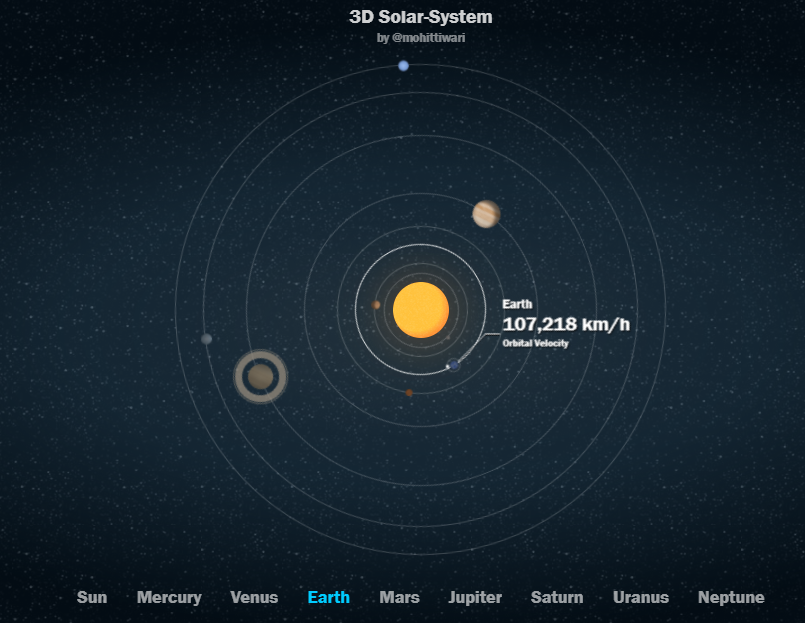 3D Solar-System
by @mohittiwari
Earth
107,218 km/h
Orbital Velocity
Sun Mercury Venus Earth Mars Jupiter Saturn Uranus Neptune